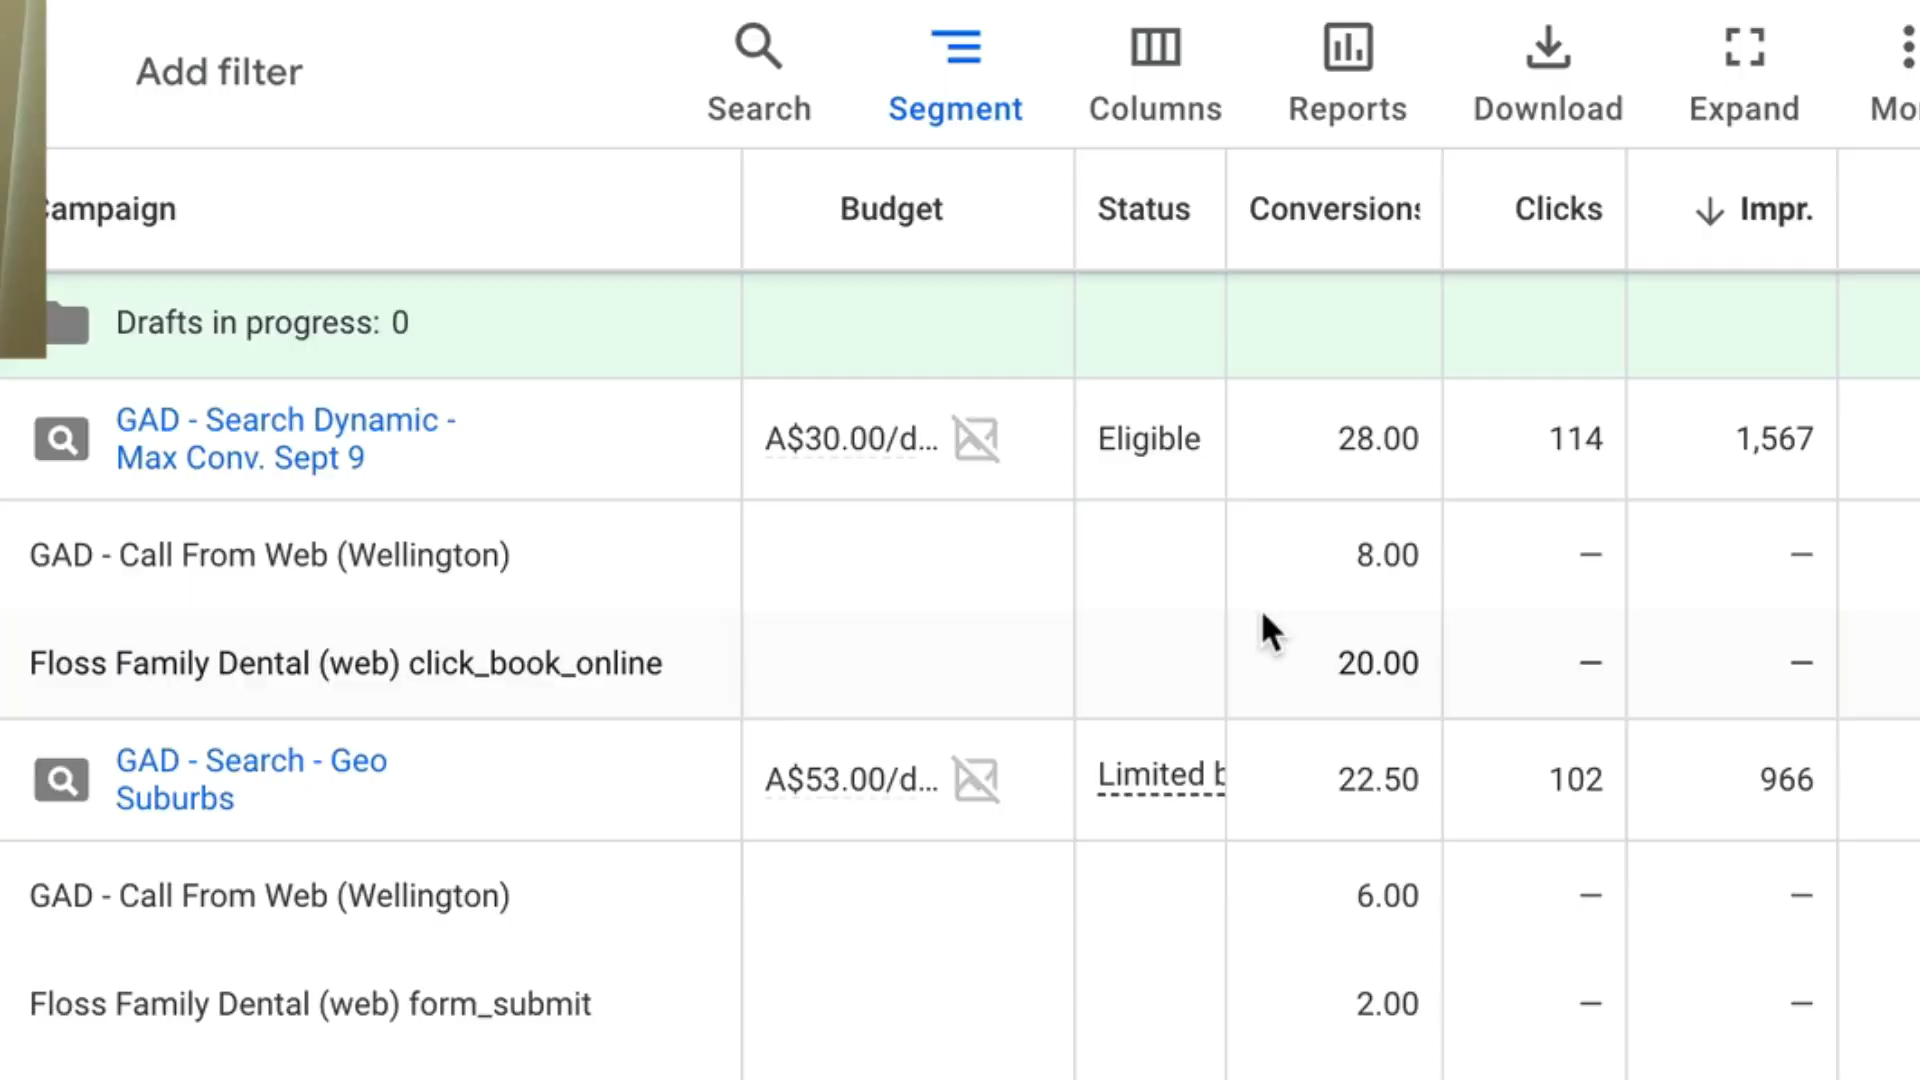 Add filter
Search
Segment
Columns
Reports
Download
Expand
ampaign
Budget
Status
Conversions
Clicks
Impr.
Drafts in progress: 0
GAD - Search Dynamic -
Max Conv. Sept 9
A$30.00/d...
Eligible
28.00
114
1,567
GAD - Call From Web (Wellington)
8.00
—
—
Floss Family Dental (web) click_book_online
20.00
—
—
GAD - Search - Geo
Suburbs
A$53.00/d...
Limited
22.50
102
966
GAD - Call From Web (Wellington)
6.00
—
—
Floss Family Dental (web) form_submit
2.00
—
—